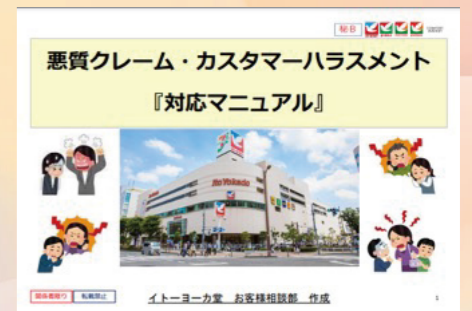 秘B
悪質クレーム・カスタマーハラスメント
『対応マニュアル』
Ito Yokado
関係者限り 転載禁止
イトーヨーカ堂 お客様相談部 作成
1